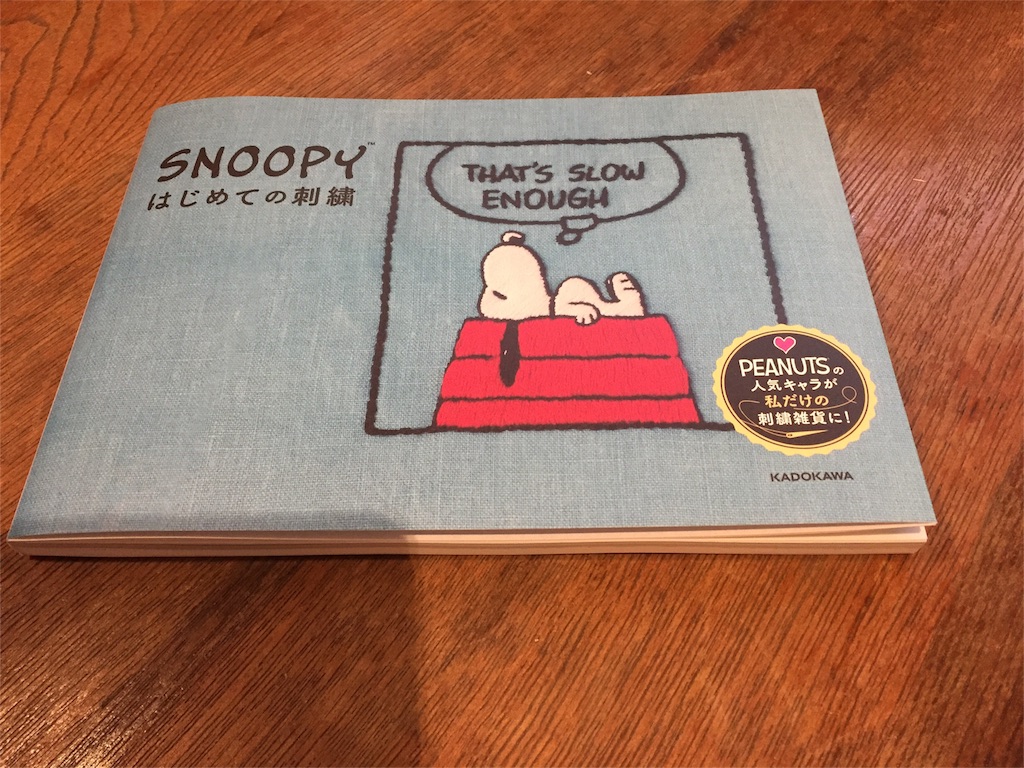 SNOOPY™
はじめての刺繍
THAT'S SLOW
ENOUGH
PEANUTSの
人気キャラが
私だけの
刺繍雑貨に!
KADOKAWA